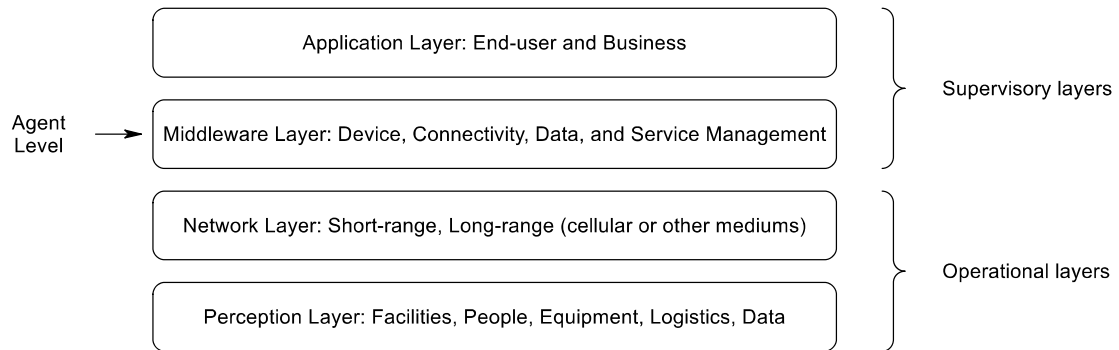 Application Layer: End-user and Business
Supervisory layers
Agent
Level
Middleware Layer: Device, Connectivity, Data, and Service Management
Network Layer: Short-range, Long-range (cellular or other mediums)
Operational layers
Perception Layer: Facilities, People, Equipment, Logistics, Data